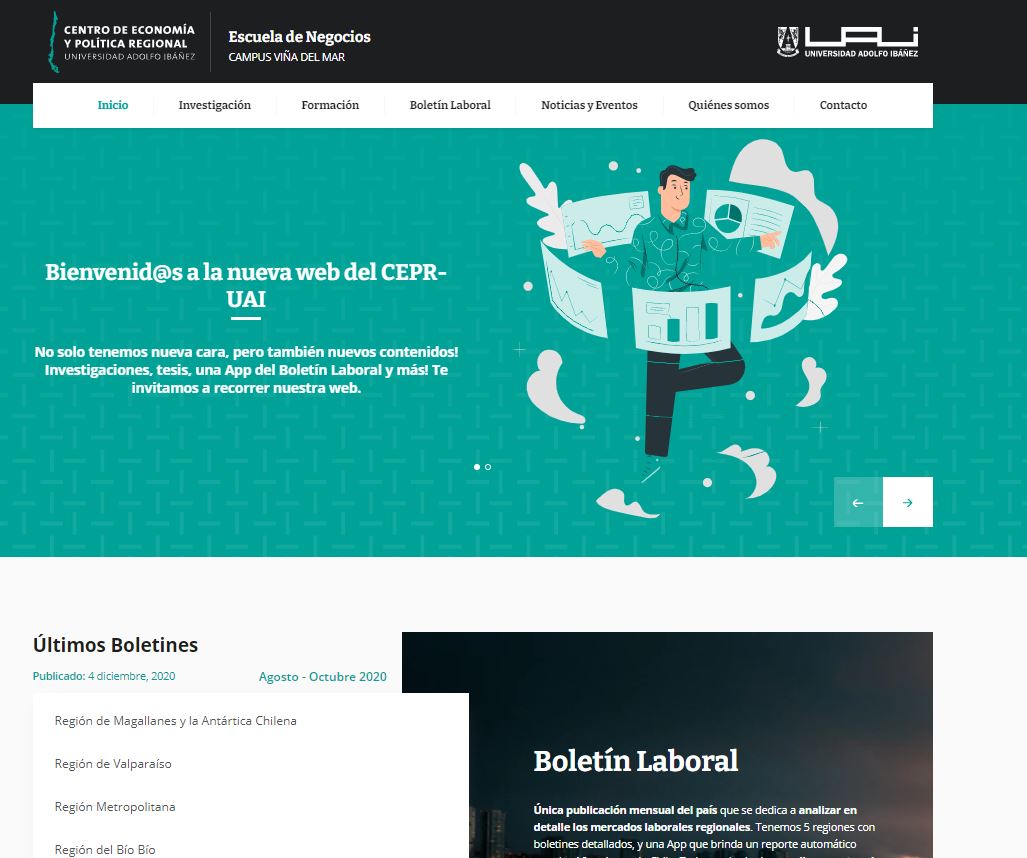 CENTRO DE ECONOMÍA
Y POLÍTICA REGIONAL
UNIVERSIDAD ADOLFO IBÁÑEZ
Escuela de Negocios
CAMPUS VIÑA DEL MAR
UAI
UNIVERSIDAD ADOLFO IBÁÑEZ
Inicio
Investigación
Formación
Boletín Laboral
Noticias y Eventos
Quiénes somos
Contacto
Bienvenid@s a la nueva web del CEPR-
UAI
No solo tenemos nueva cara, pero también nuevos contenidos!
Investigaciones, tesis, una App del Boletín Laboral y más! Te
invitamos a recorrer nuestra web.
Últimos Boletines
Publicado: 4 diciembre, 2020
Agosto - Octubre 2020
Región de Magallanes y la Antártica Chilena
Región de Valparaíso
Región Metropolitana
Región del Bío Bío
Boletín Laboral
Única publicación mensual del país que se dedica a analizar en
detalle los mercados laborales regionales. Tenemos 5 regiones con
boletines detallados, y una App que brinda un reporte automático